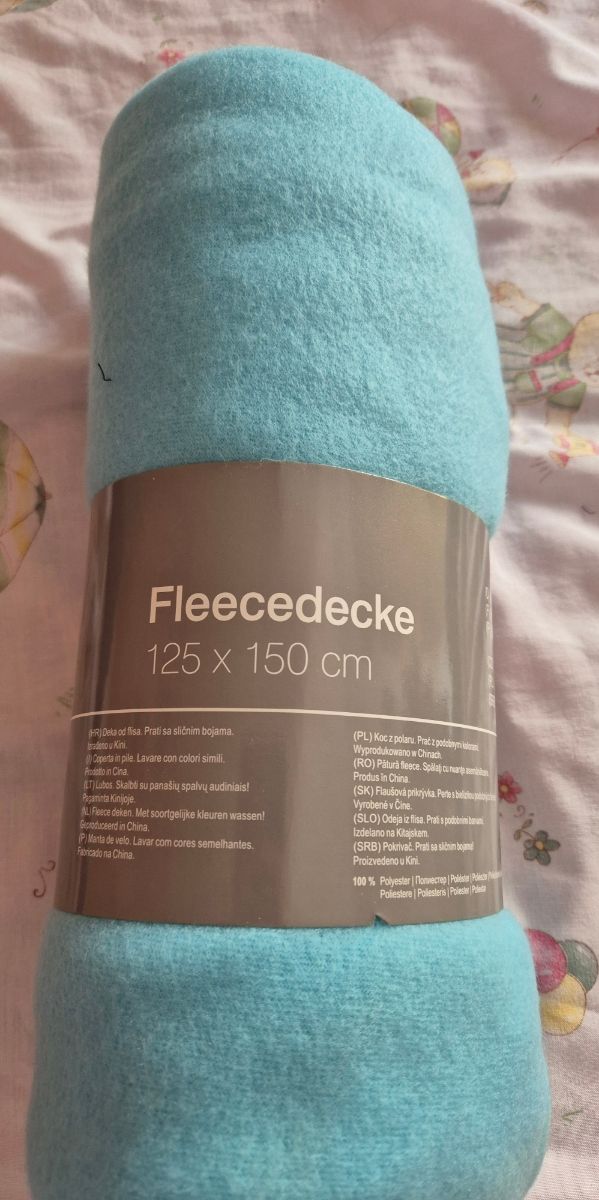 Fleecedecke
125 x 150 cm
(HR) Deka od flisa. Prati sa sličnim bojama.
Izrađeno u Kini.
(I) Coperta in pile. Lavare con colori simili.
Prodotto in Cina.
(LT) Lubos. Skalbti su panašių spalvų audiniais!
Pagaminta Kinijoje.
(NL) Fleece deken. Met soortgelijke kleuren wassen!
Geproduceerd in China.
(P) Manta de velo. Lavar com cores semelhantes.
Fabricado na China.
(PL) Koc z polaru. Prać z podobnymi kolorami.
Wyprodukowano w Chinach.
(RO) Pătură fleece. Spălați cu nuanțe
Produs în China.
(SK) Flaušová prikrývka. Perte s bielizňou
Vyrobené v Číne.
(SLO) Odeja iz flisa. Prati s podobnimi barvami.
Izdelano na Kitajskem.
(SRB) Pokrivač. Prati sa sličnim bojama!
Proizvedeno u Kini.
100 % Polyester | Полиестер | Poliéster |
Poliestere | Poliesteris | Poliester | Poliestar